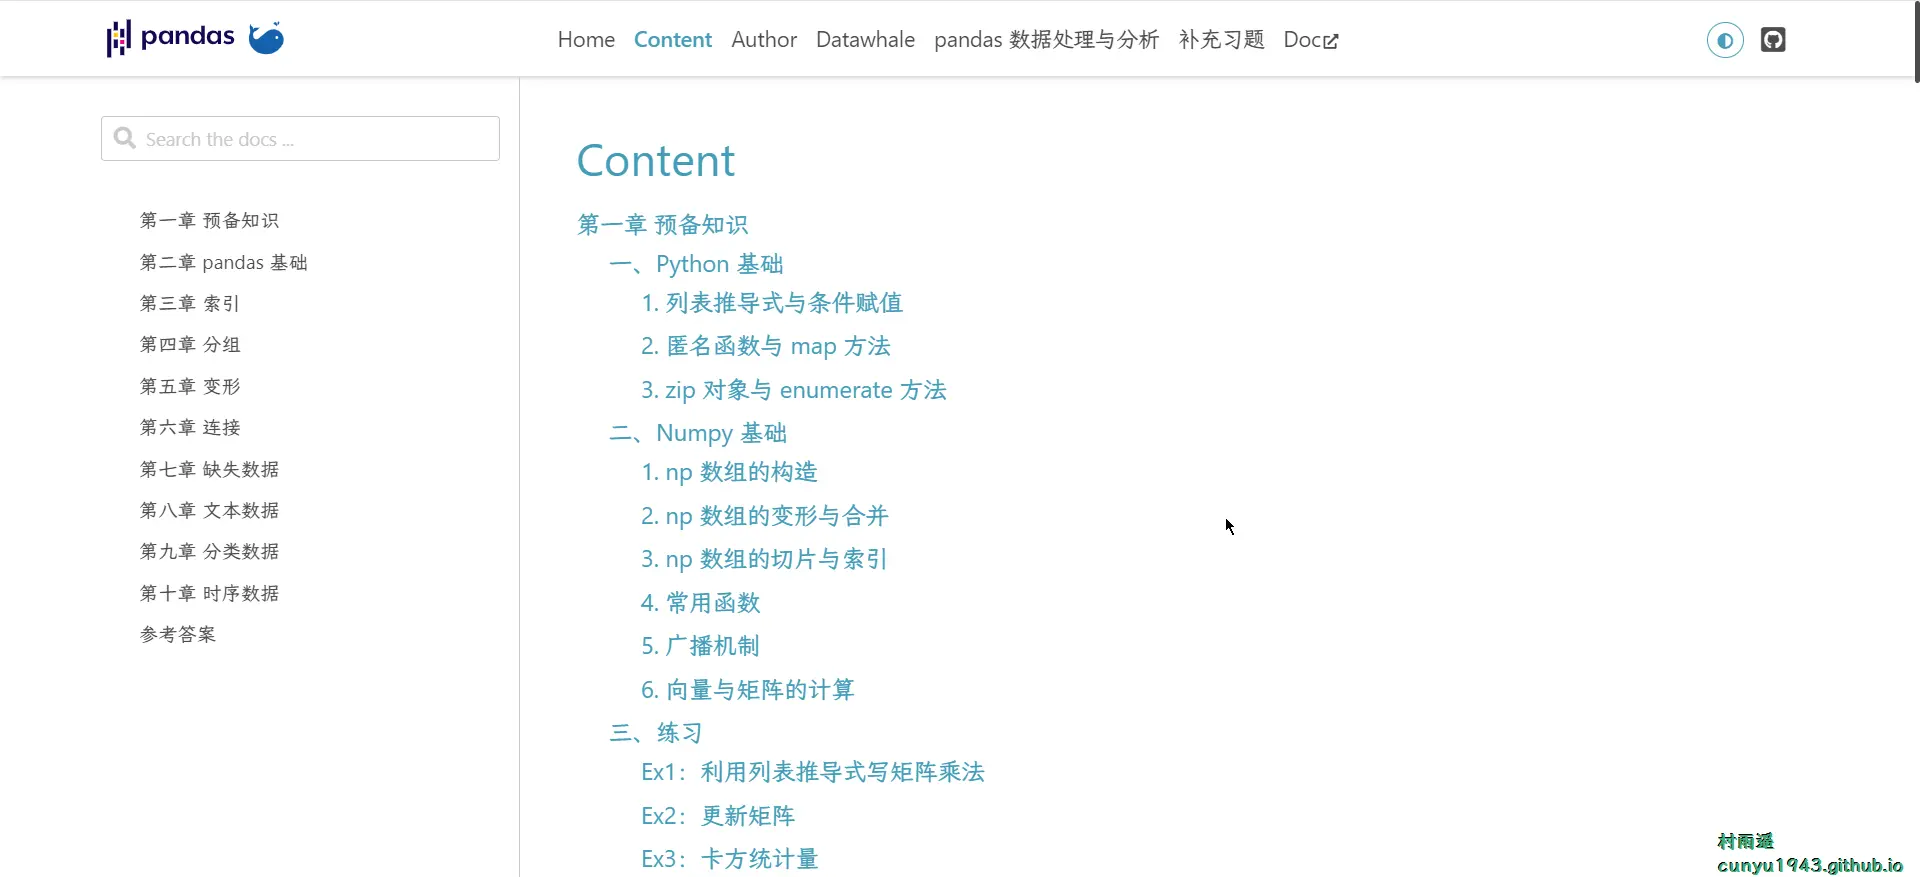 pandas
Home Content Author Datawhale pandas 数据处理与分析 补充习题 Doc
Search the docs ...
第一章 预备知识
第二章 pandas 基础
第三章 索引
第四章 分组
第五章 变形
第六章 连接
第七章 缺失数据
第八章 文本数据
第九章 分类数据
第十章 时序数据
参考答案
Content
第一章 预备知识
一、Python 基础
1. 列表推导式与条件赋值
2. 匿名函数与 map 方法
3. zip 对象与 enumerate 方法
二、Numpy 基础
1. np 数组的构造
2. np 数组的变形与合并
3. np 数组的切片与索引
4. 常用函数
5. 广播机制
6. 向量与矩阵的计算
三、练习
Ex1：利用列表推导式写矩阵乘法
Ex2：更新矩阵
Ex3：卡方统计量
村雨遥
cunyu1943.github.io